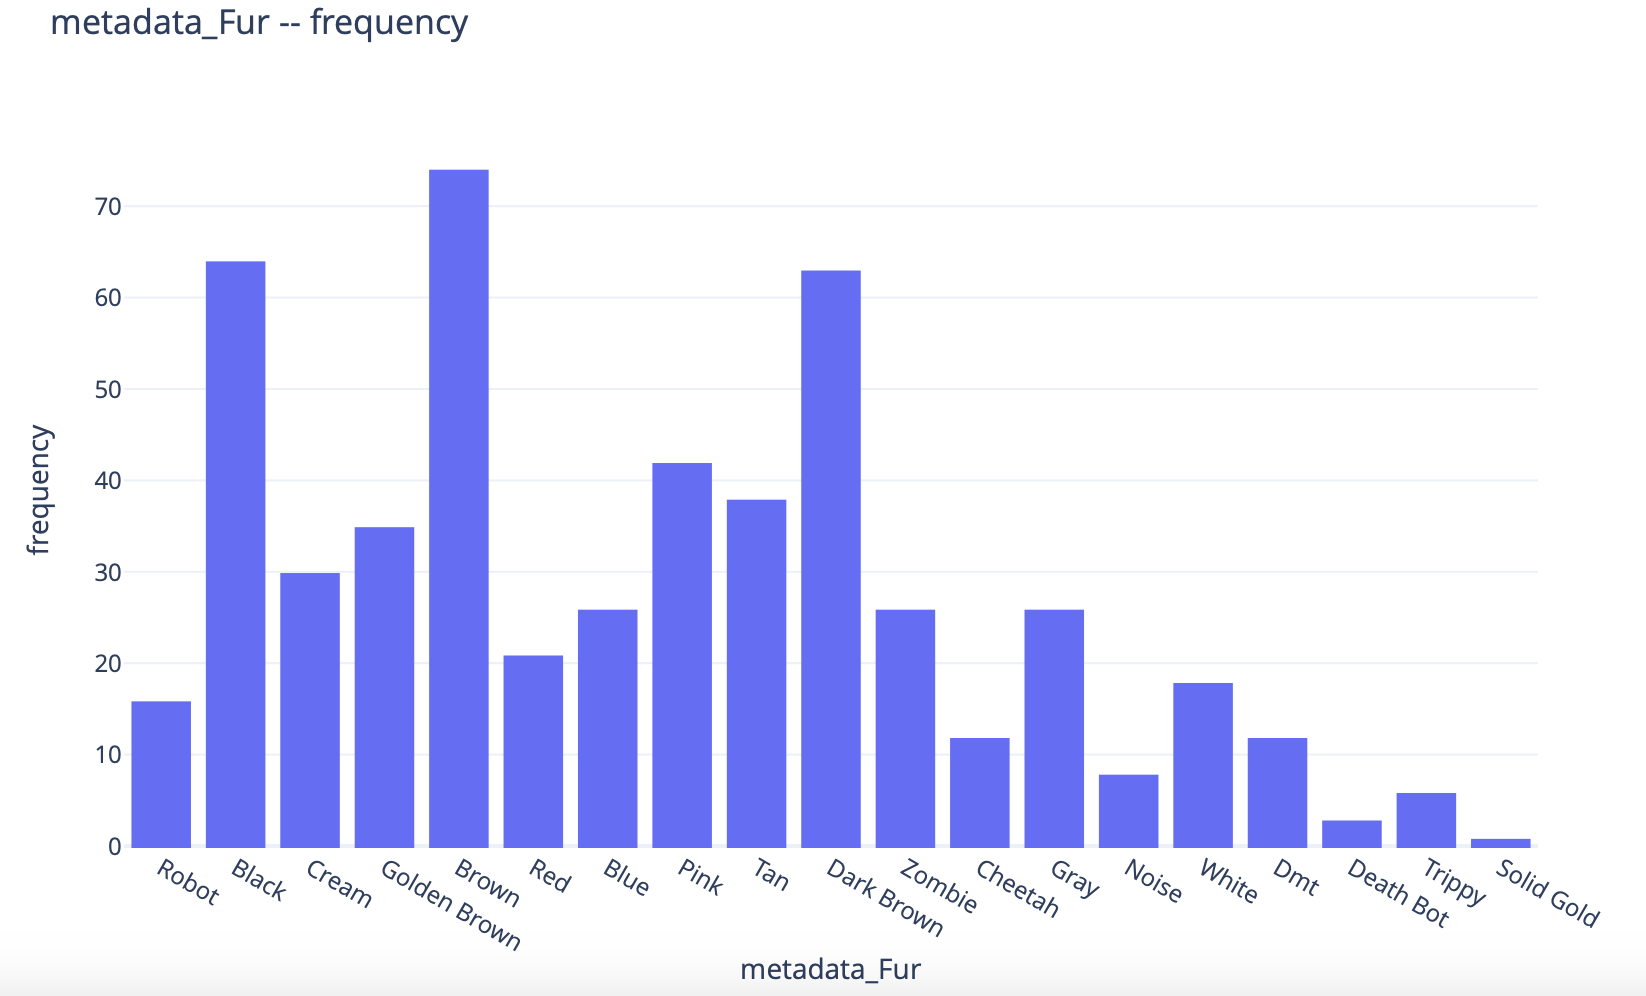 metadata_Fur -- frequency
70
60
50
40
30
20
10
0
frequency
Robot
Black
Cream
Golden Brown
Brown
Red
Blue
Pink
Tan
Dark Brown
Zombie
Cheetah
Gray
Noise
White
Dmt
Death Bot
Trippy
Solid Gold
metadata_Fur